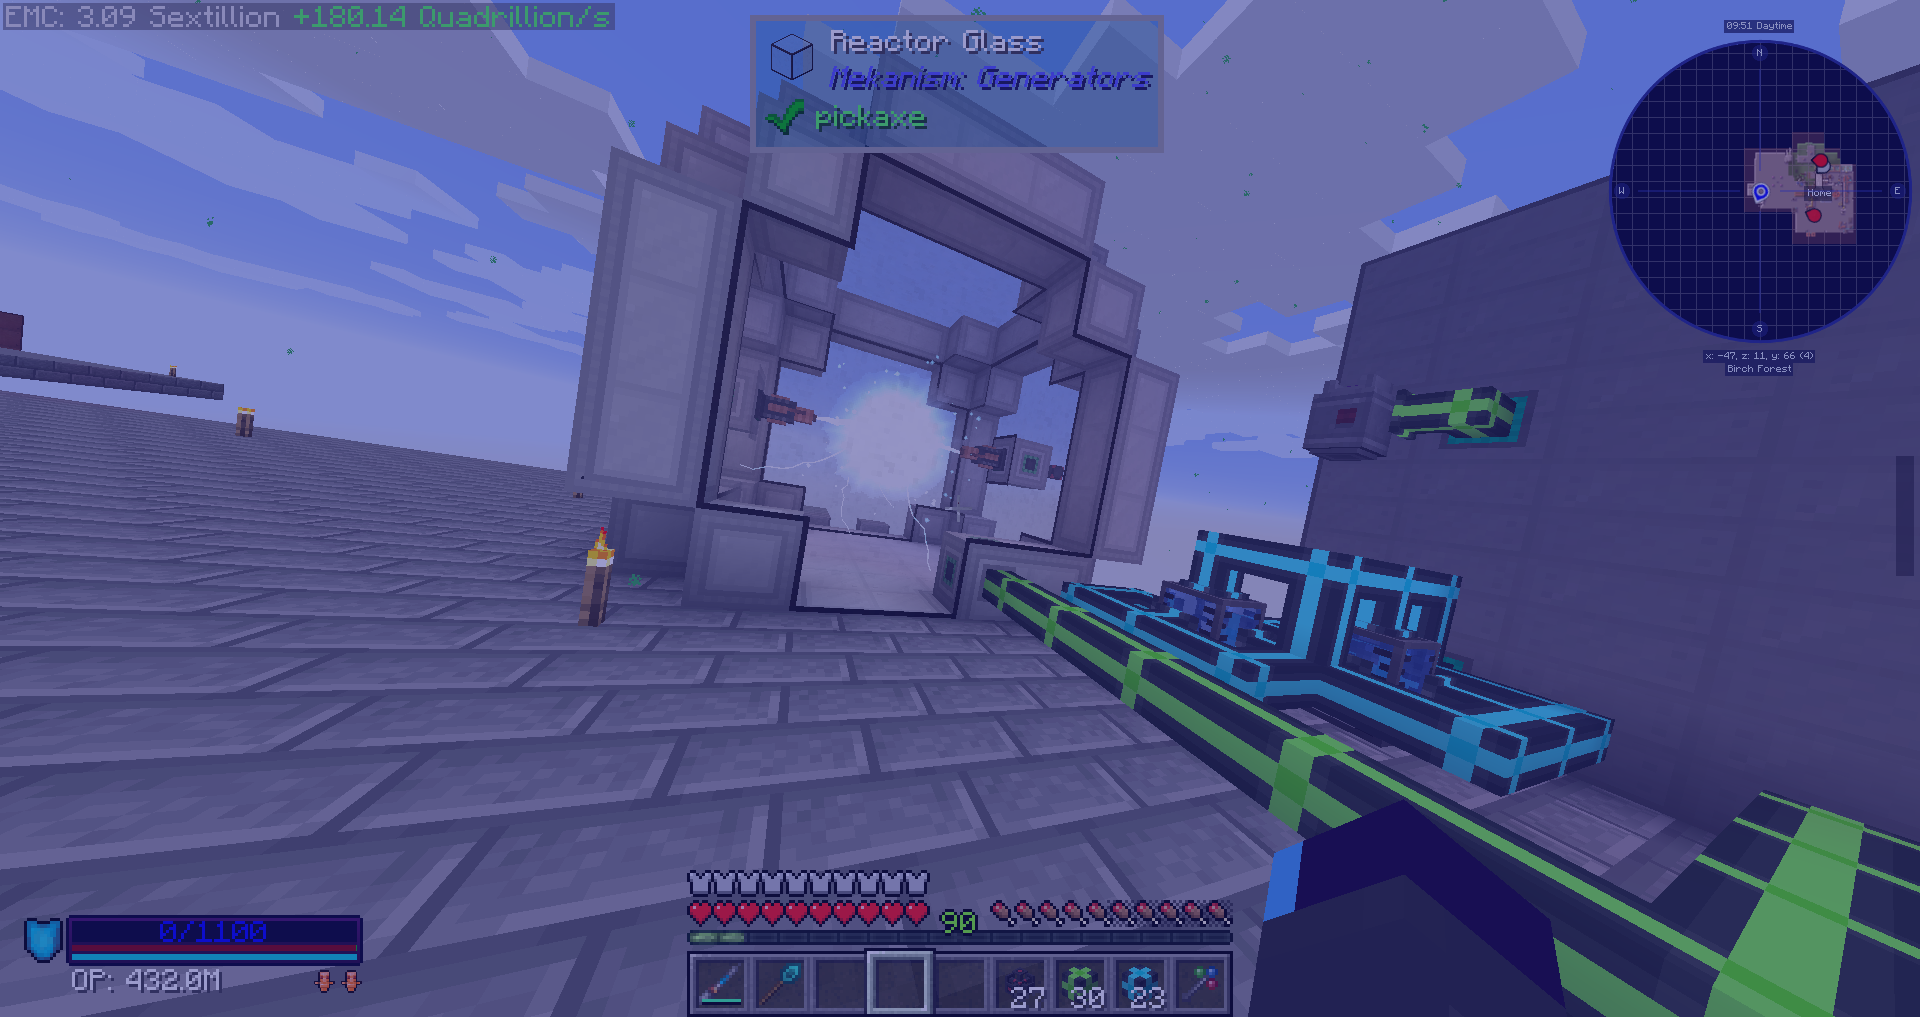 EMC: 3.09 Sextillion +180.14 Quadrillion/s
Reactor Glass
Mekanism: Generators
pickaxe
09:51 Daytime
N
W
E
Home
S
x: -47, z: 11, y: 66 (4)
Birch Forest
0/1100
OP: 432.0M
90
27
30
23